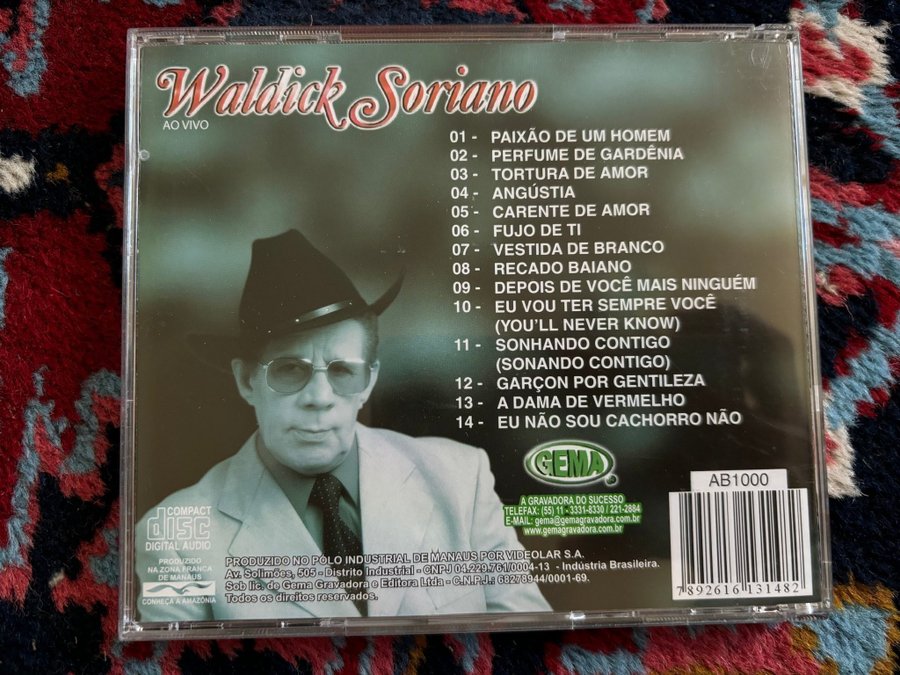 Waldick Soriano
AO VIVO
01 - PAIXÃO DE UM HOMEM
02 - PERFUME DE GARDÊNIA
03 - TORTURA DE AMOR
04 - ANGÚSTIA
05 - CARENTE DE AMOR
06 - FUJO DE TI
07 - VESTIDA DE BRANCO
08 - RECADO BAIANO
09 - DEPOIS DE VOCÊ MAIS NINGUÉM
10 - EU VOU TER SEMPRE VOCÊ
(YOU'LL NEVER KNOW)
11 - SONHANDO CONTIGO
(SONANDO CONTIGO)
12 - GARÇON POR GENTILEZA
13 - A DAMA DE VERMELHO
14 - EU NÃO SOU CACHORRO NÃO
GEMA
A GRAVADORA DO SUCESSO
TELEFAX: (55) 11 - 3331-8330 / 221-2884
E-MAIL: gema@gemagravadora.com.br
www.gemagravadora.com.br
AB1000
7 892616 131482
COMPACT
disc
DIGITAL AUDIO
PRODUZIDO
NA ZONA FRANCA
DE MANAUS
CONHEÇA A AMAZÔNIA
PRODUZIDO NO PÓLO INDUSTRIAL DE MANAUS POR VIDEOLAR S.A.
Av. Solimões, 505 - Distrito Industrial - CNPJ 04.229.761/0004-13 - Indústria Brasileira.
Sob lic. de Gema Gravadora e Editora Ltda - C.N.P.J.: 68278944/0001-69.
Todos os direitos reservados.